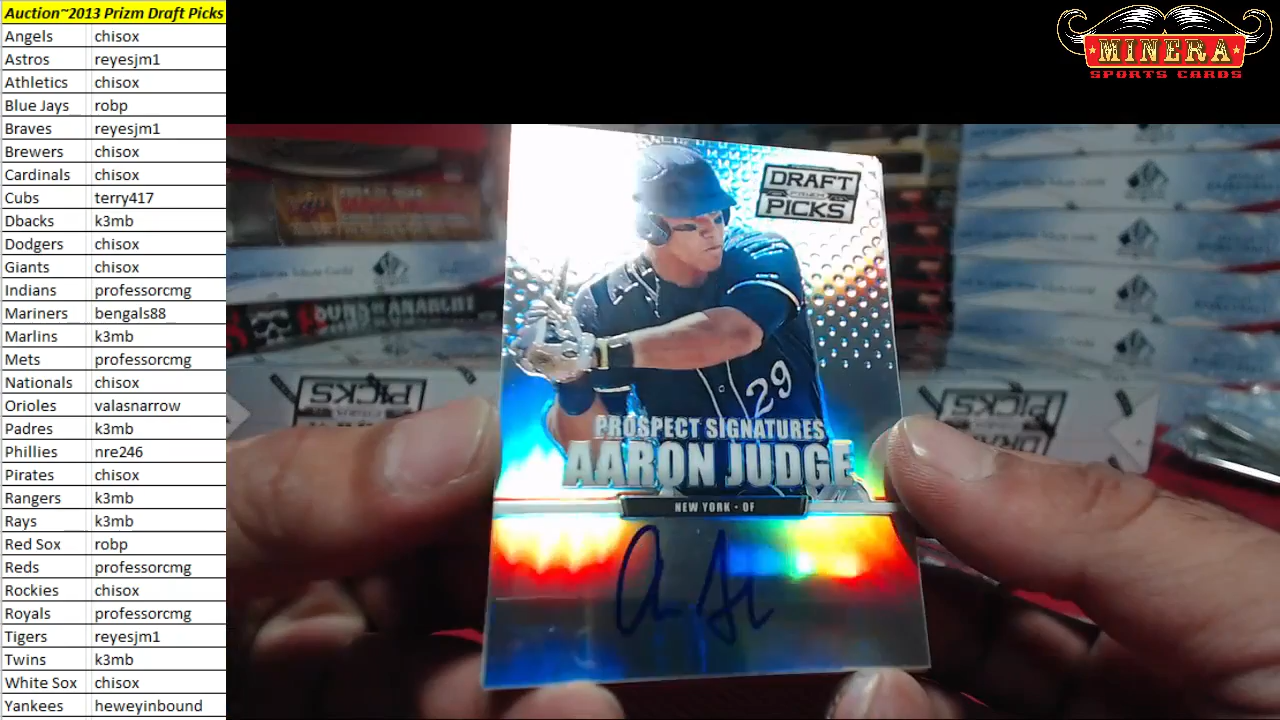 Auction~2013 Prizm Draft Picks
Angels chisox
Astros reyesjm1
Athletics chisox
Blue Jays robp
Braves reyesjm1
Brewers chisox
Cardinals chisox
Cubs terry417
Dbacks k3mb
Dodgers chisox
Giants chisox
Indians professorcmg
Mariners bengals88
Marlins k3mb
Mets professorcmg
Nationals chisox
Orioles valasnarrow
Padres k3mb
Phillies nre246
Pirates chisox
Rangers k3mb
Rays k3mb
Red Sox robp
Reds professorcmg
Rockies chisox
Royals professorcmg
Tigers reyesjm1
Twins k3mb
White Sox chisox
Yankees heweyinbound
MINERA
SPORTS CARDS
DRAFT
PICKS
29
PROSPECT SIGNATURES
AARON JUDGE
NEW YORK • OF
PICKS
PICKS